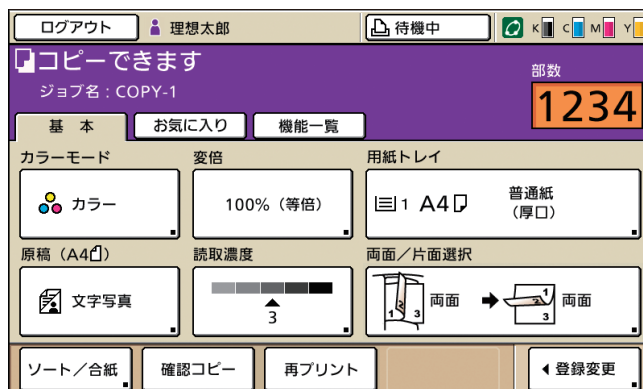 ログアウト 理想太郎 待機中 K C M Y
コピーできます
部数
ジョブ名：COPY-1
1234
基　本 お気に入り 機能一覧
カラーモード 変倍 用紙トレイ
カラー 100%（等倍） 1 A4 普通紙
（厚口）
原稿（A4） 読取濃度 両面／片面選択
文字写真 3 1 2 3 両面 1 2 3 両面
ソート／合紙 確認コピー 再プリント 登録変更